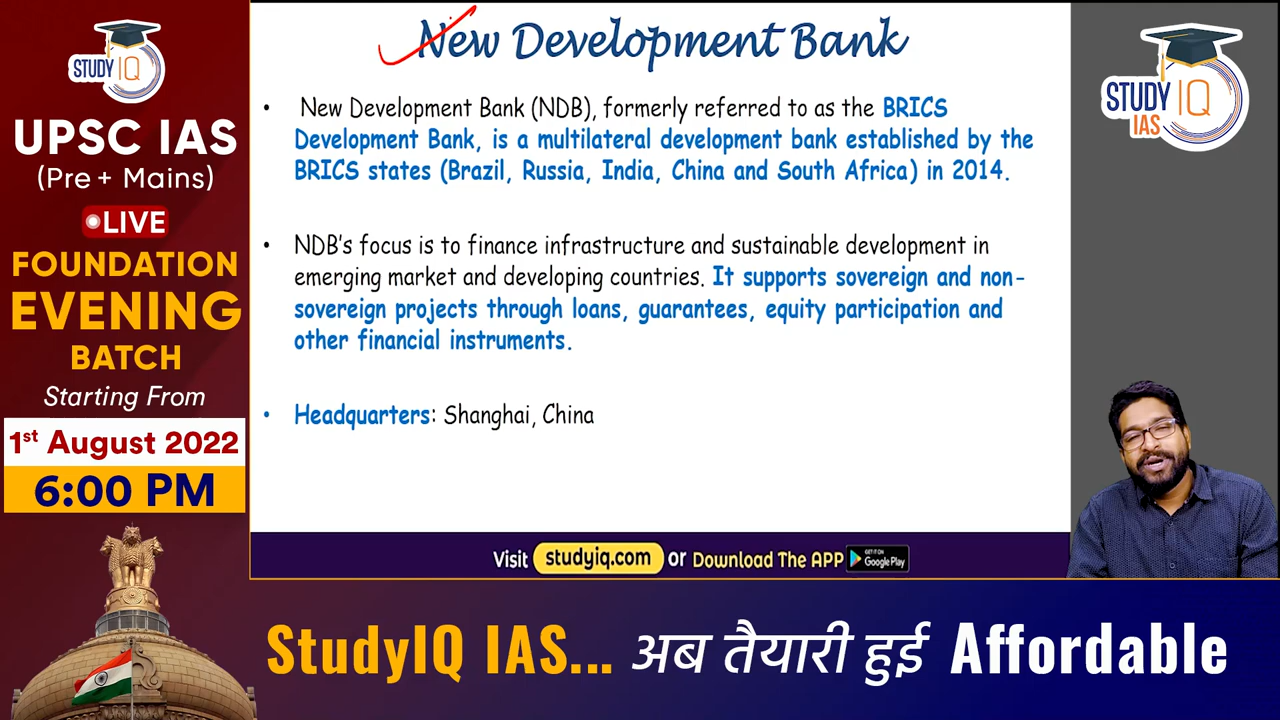 STUDY IQ
UPSC IAS
(Pre + Mains)
LIVE
FOUNDATION
EVENING
BATCH
Starting From
1st August 2022
6:00 PM
New Development Bank
• New Development Bank (NDB), formerly referred to as the BRICS
Development Bank, is a multilateral development bank established by the
BRICS states (Brazil, Russia, India, China and South Africa) in 2014.
• NDB's focus is to finance infrastructure and sustainable development in
emerging market and developing countries. It supports sovereign and non-
sovereign projects through loans, guarantees, equity participation and
other financial instruments.
• Headquarters: Shanghai, China
STUDY IQ
IAS
Visit studyiq.com or Download The APP GET IT ON Google Play
StudyIQ IAS... अब तैयारी हुई Affordable